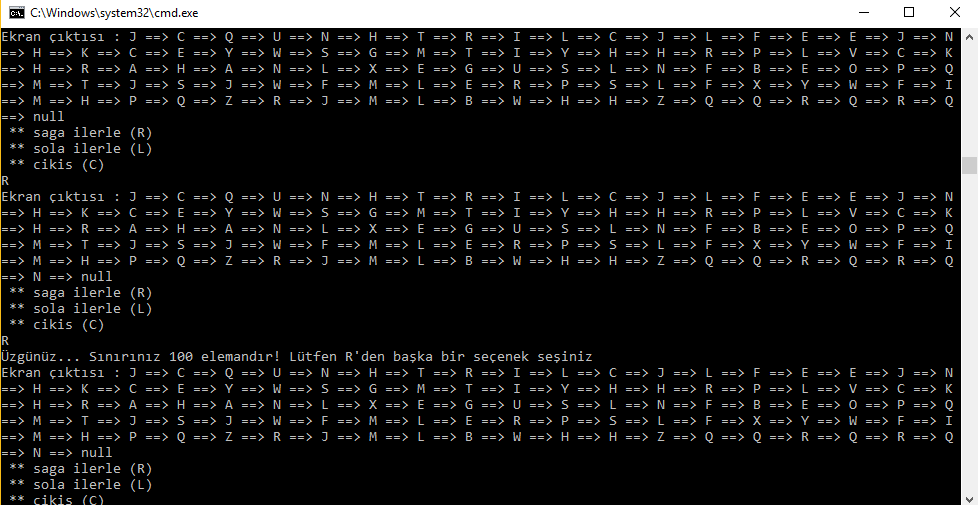 C:\Windows\system32\cmd.exe
Ekran çıktısı : J ==> C ==> Q ==> U ==> N ==> H ==> T ==> R ==> I ==> L ==> C ==> J ==> L ==> F ==> E ==> E ==> J ==> N
==> H ==> K ==> C ==> E ==> Y ==> W ==> S ==> G ==> M ==> T ==> I ==> Y ==> H ==> H ==> R ==> P ==> L ==> V ==> C ==> K
==> H ==> R ==> A ==> H ==> A ==> N ==> L ==> X ==> E ==> G ==> U ==> S ==> L ==> N ==> F ==> B ==> E ==> O ==> P ==> Q
==> M ==> T ==> J ==> S ==> J ==> W ==> F ==> M ==> L ==> E ==> R ==> P ==> S ==> L ==> F ==> X ==> Y ==> W ==> F ==> I
==> M ==> H ==> P ==> Q ==> Z ==> R ==> J ==> M ==> L ==> B ==> W ==> H ==> H ==> Z ==> Q ==> Q ==> R ==> Q ==> R ==> Q
==> null
** saga ilerle (R)
** sola ilerle (L)
** cikis (C)
R
Ekran çıktısı : J ==> C ==> Q ==> U ==> N ==> H ==> T ==> R ==> I ==> L ==> C ==> J ==> L ==> F ==> E ==> E ==> J ==> N
==> H ==> K ==> C ==> E ==> Y ==> W ==> S ==> G ==> M ==> T ==> I ==> Y ==> H ==> H ==> R ==> P ==> L ==> V ==> C ==> K
==> H ==> R ==> A ==> H ==> A ==> N ==> L ==> X ==> E ==> G ==> U ==> S ==> L ==> N ==> F ==> B ==> E ==> O ==> P ==> Q
==> M ==> T ==> J ==> S ==> J ==> W ==> F ==> M ==> L ==> E ==> R ==> P ==> S ==> L ==> F ==> X ==> Y ==> W ==> F ==> I
==> M ==> H ==> P ==> Q ==> Z ==> R ==> J ==> M ==> L ==> B ==> W ==> H ==> H ==> Z ==> Q ==> Q ==> R ==> Q ==> R ==> Q
==> N ==> null
** saga ilerle (R)
** sola ilerle (L)
** cikis (C)
R
Üzgünüz... Sınırınız 100 elemandır! Lütfen R'den başka bir seçenek seşiniz
Ekran çıktısı : J ==> C ==> Q ==> U ==> N ==> H ==> T ==> R ==> I ==> L ==> C ==> J ==> L ==> F ==> E ==> E ==> J ==> N
==> H ==> K ==> C ==> E ==> Y ==> W ==> S ==> G ==> M ==> T ==> I ==> Y ==> H ==> H ==> R ==> P ==> L ==> V ==> C ==> K
==> H ==> R ==> A ==> H ==> A ==> N ==> L ==> X ==> E ==> G ==> U ==> S ==> L ==> N ==> F ==> B ==> E ==> O ==> P ==> Q
==> M ==> T ==> J ==> S ==> J ==> W ==> F ==> M ==> L ==> E ==> R ==> P ==> S ==> L ==> F ==> X ==> Y ==> W ==> F ==> I
==> M ==> H ==> P ==> Q ==> Z ==> R ==> J ==> M ==> L ==> B ==> W ==> H ==> H ==> Z ==> Q ==> Q ==> R ==> Q ==> R ==> Q
==> N ==> null
** saga ilerle (R)
** sola ilerle (L)
** cikis (C)